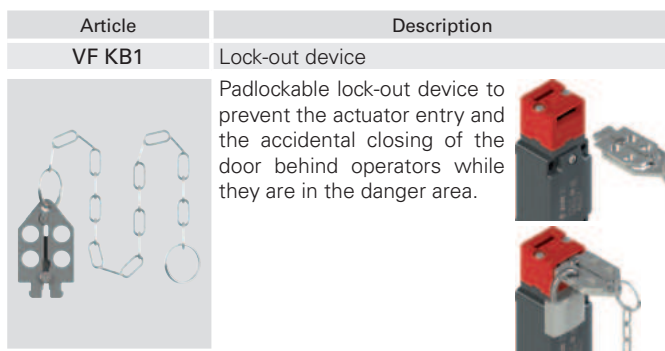 Article Description
VF KB1 Lock-out device
Padlockable lock-out device to
prevent the actuator entry and
the accidental closing of the
door behind operators while
they are in the danger area.